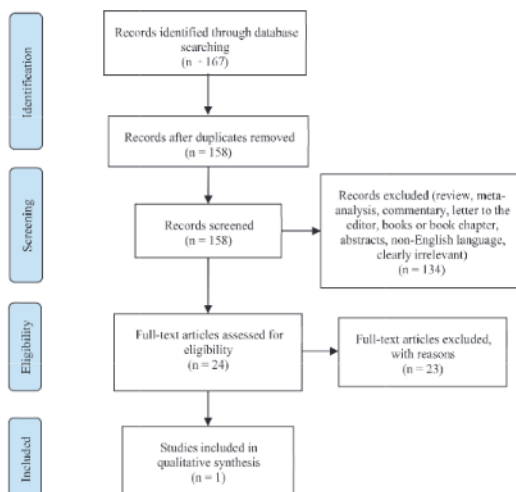 Identification
Records identified through database
searching
(n - 167)
Records after duplicates removed
(n = 158)
Screening
Records screened
(n = 158)
Records excluded (review, meta-
analysis, commentary, letter to the
editor, books or book chapter,
abstracts, non-English language,
clearly irrelevant)
n = 134)
Eligibility
Full-text articles assessed for
eligibility
(n = 24)
Full-text articles excluded,
with reasons
(n = 23)
Included
Studies included in
qualitative synthesis
(n = 1)